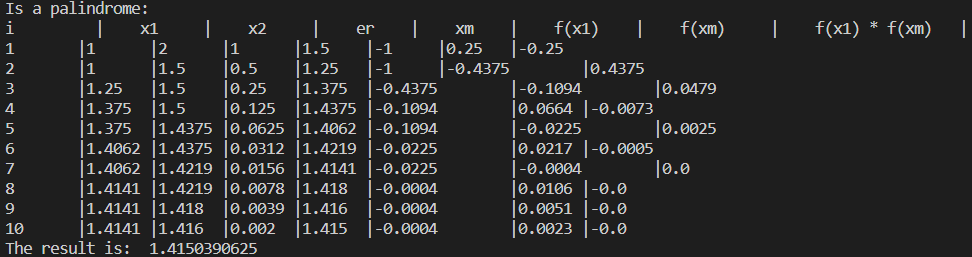 Is a palindrome:
i | x1 | x2 | er | xm | f(x1) | f(xm) | f(x1) * f(xm) |
1 |1 |2 |1 |1.5 |-1 |0.25 |-0.25
2 |1 |1.5 |0.5 |1.25 |-1 |-0.4375 |0.4375
3 |1.25 |1.5 |0.25 |1.375 |-0.4375 |-0.1094 |0.0479
4 |1.375 |1.5 |0.125 |1.4375 |-0.1094 |0.0664 |-0.0073
5 |1.375 |1.4375 |0.0625 |1.4062 |-0.1094 |-0.0225 |0.0025
6 |1.4062 |1.4375 |0.0312 |1.4219 |-0.0225 |0.0217 |-0.0005
7 |1.4062 |1.4219 |0.0156 |1.4141 |-0.0225 |-0.0004 |0.0
8 |1.4141 |1.4219 |0.0078 |1.418 |-0.0004 |0.0106 |-0.0
9 |1.4141 |1.418 |0.0039 |1.416 |-0.0004 |0.0051 |-0.0
10 |1.4141 |1.416 |0.002 |1.415 |-0.0004 |0.0023 |-0.0
The result is: 1.4150390625